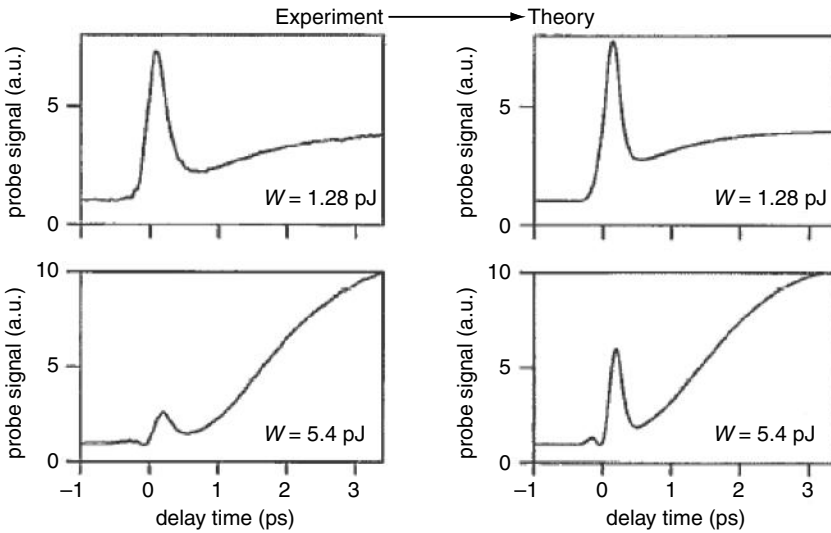 Experiment Theory
probe signal (a.u.)
5
0
W = 1.28 pJ
probe signal (a.u.)
5
0
W = 1.28 pJ
probe signal (a.u.)
10
5
0
W = 5.4 pJ
–1 0 1 2 3
delay time (ps)
probe signal (a.u.)
10
5
0
W = 5.4 pJ
–1 0 1 2 3
delay time (ps)